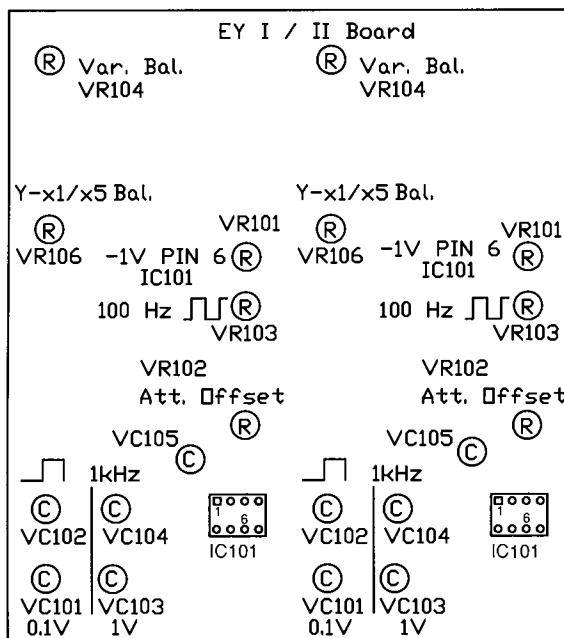 EY I / II Board
R Var. Bal. R Var. Bal.
VR104 VR104
Y-x1/x5 Bal. Y-x1/x5 Bal.
R VR101 R VR101
VR106 -1V PIN 6 R VR106 -1V PIN 6 R
IC101 IC101
100 Hz R 100 Hz R
VR103 VR103
VR102 VR102
Att. Offset Att. Offset
R R
VC105 C VC105 C
1kHz 1kHz
C C 1 6 C C 1 6
VC102 VC104 IC101 VC102 VC104 IC101
C C C C
VC101 VC103 VC101 VC103
0.1V 1V 0.1V 1V